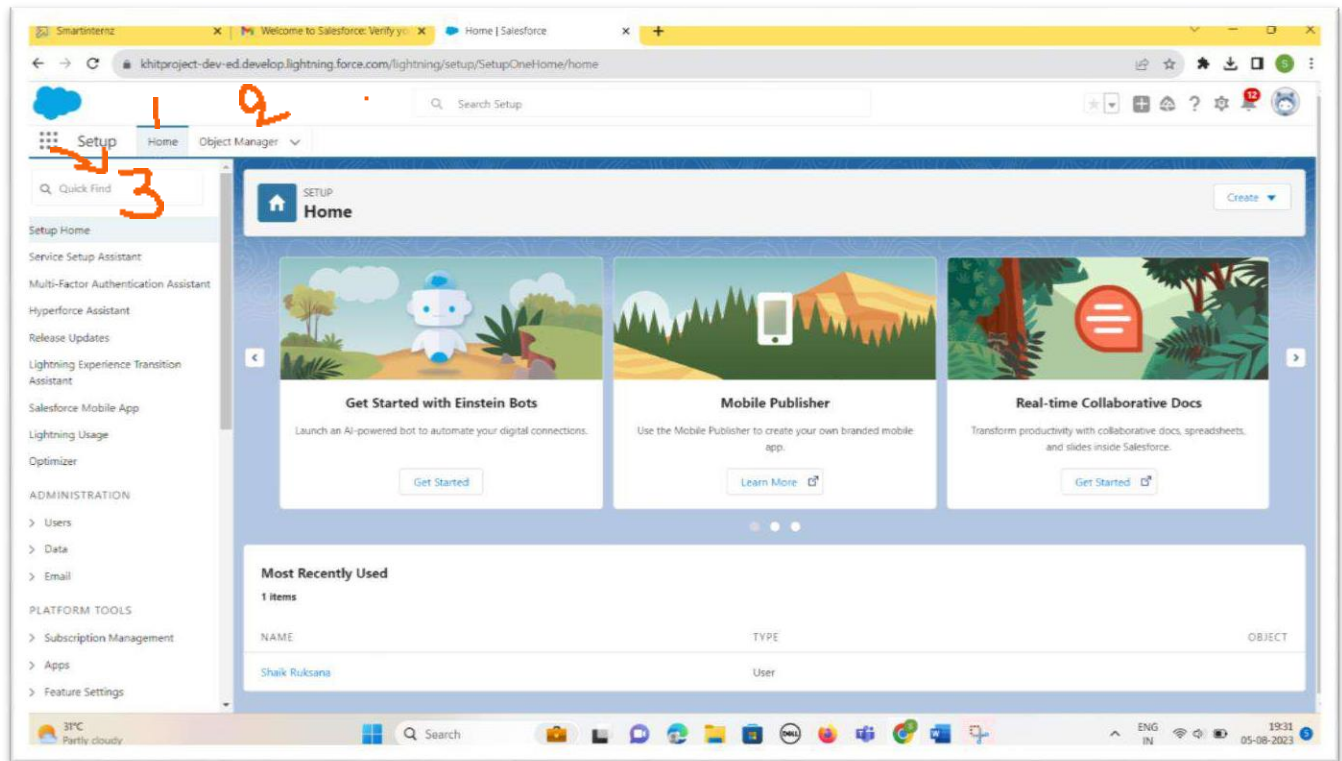 Smartinternz
Welcome to Salesforce: Verify yo
Home | Salesforce
khitproject-dev-ed.develop.lightning.force.com/lightning/setup/SetupOneHome/home
S
1
2
Search Setup
12
Setup
Home
Object Manager
3
Quick Find
Setup Home
Service Setup Assistant
Multi-Factor Authentication Assistant
Hyperforce Assistant
Release Updates
Lightning Experience Transition
Assistant
Salesforce Mobile App
Lightning Usage
Optimizer
ADMINISTRATION
Users
Data
Email
PLATFORM TOOLS
Subscription Management
Apps
Feature Settings
SETUP
Home
Create
Get Started with Einstein Bots
Launch an AI-powered bot to automate your digital connections.
Get Started
Mobile Publisher
Use the Mobile Publisher to create your own branded mobile
app.
Learn More
Real-time Collaborative Docs
Transform productivity with collaborative docs, spreadsheets,
and slides inside Salesforce.
Get Started
Most Recently Used
1 items
NAME TYPE OBJECT
Shaik Ruksana User
31°C
Partly cloudy
Search
DELL
ENG
IN
19:31
05-08-2023
5